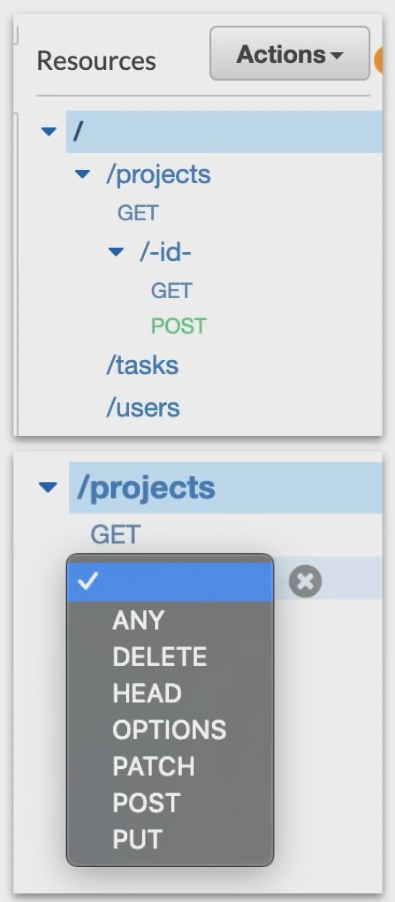 Resources
Actions
/
/projects
GET
/-id-
GET
POST
/tasks
/users
/projects
GET
ANY
DELETE
HEAD
OPTIONS
PATCH
POST
PUT